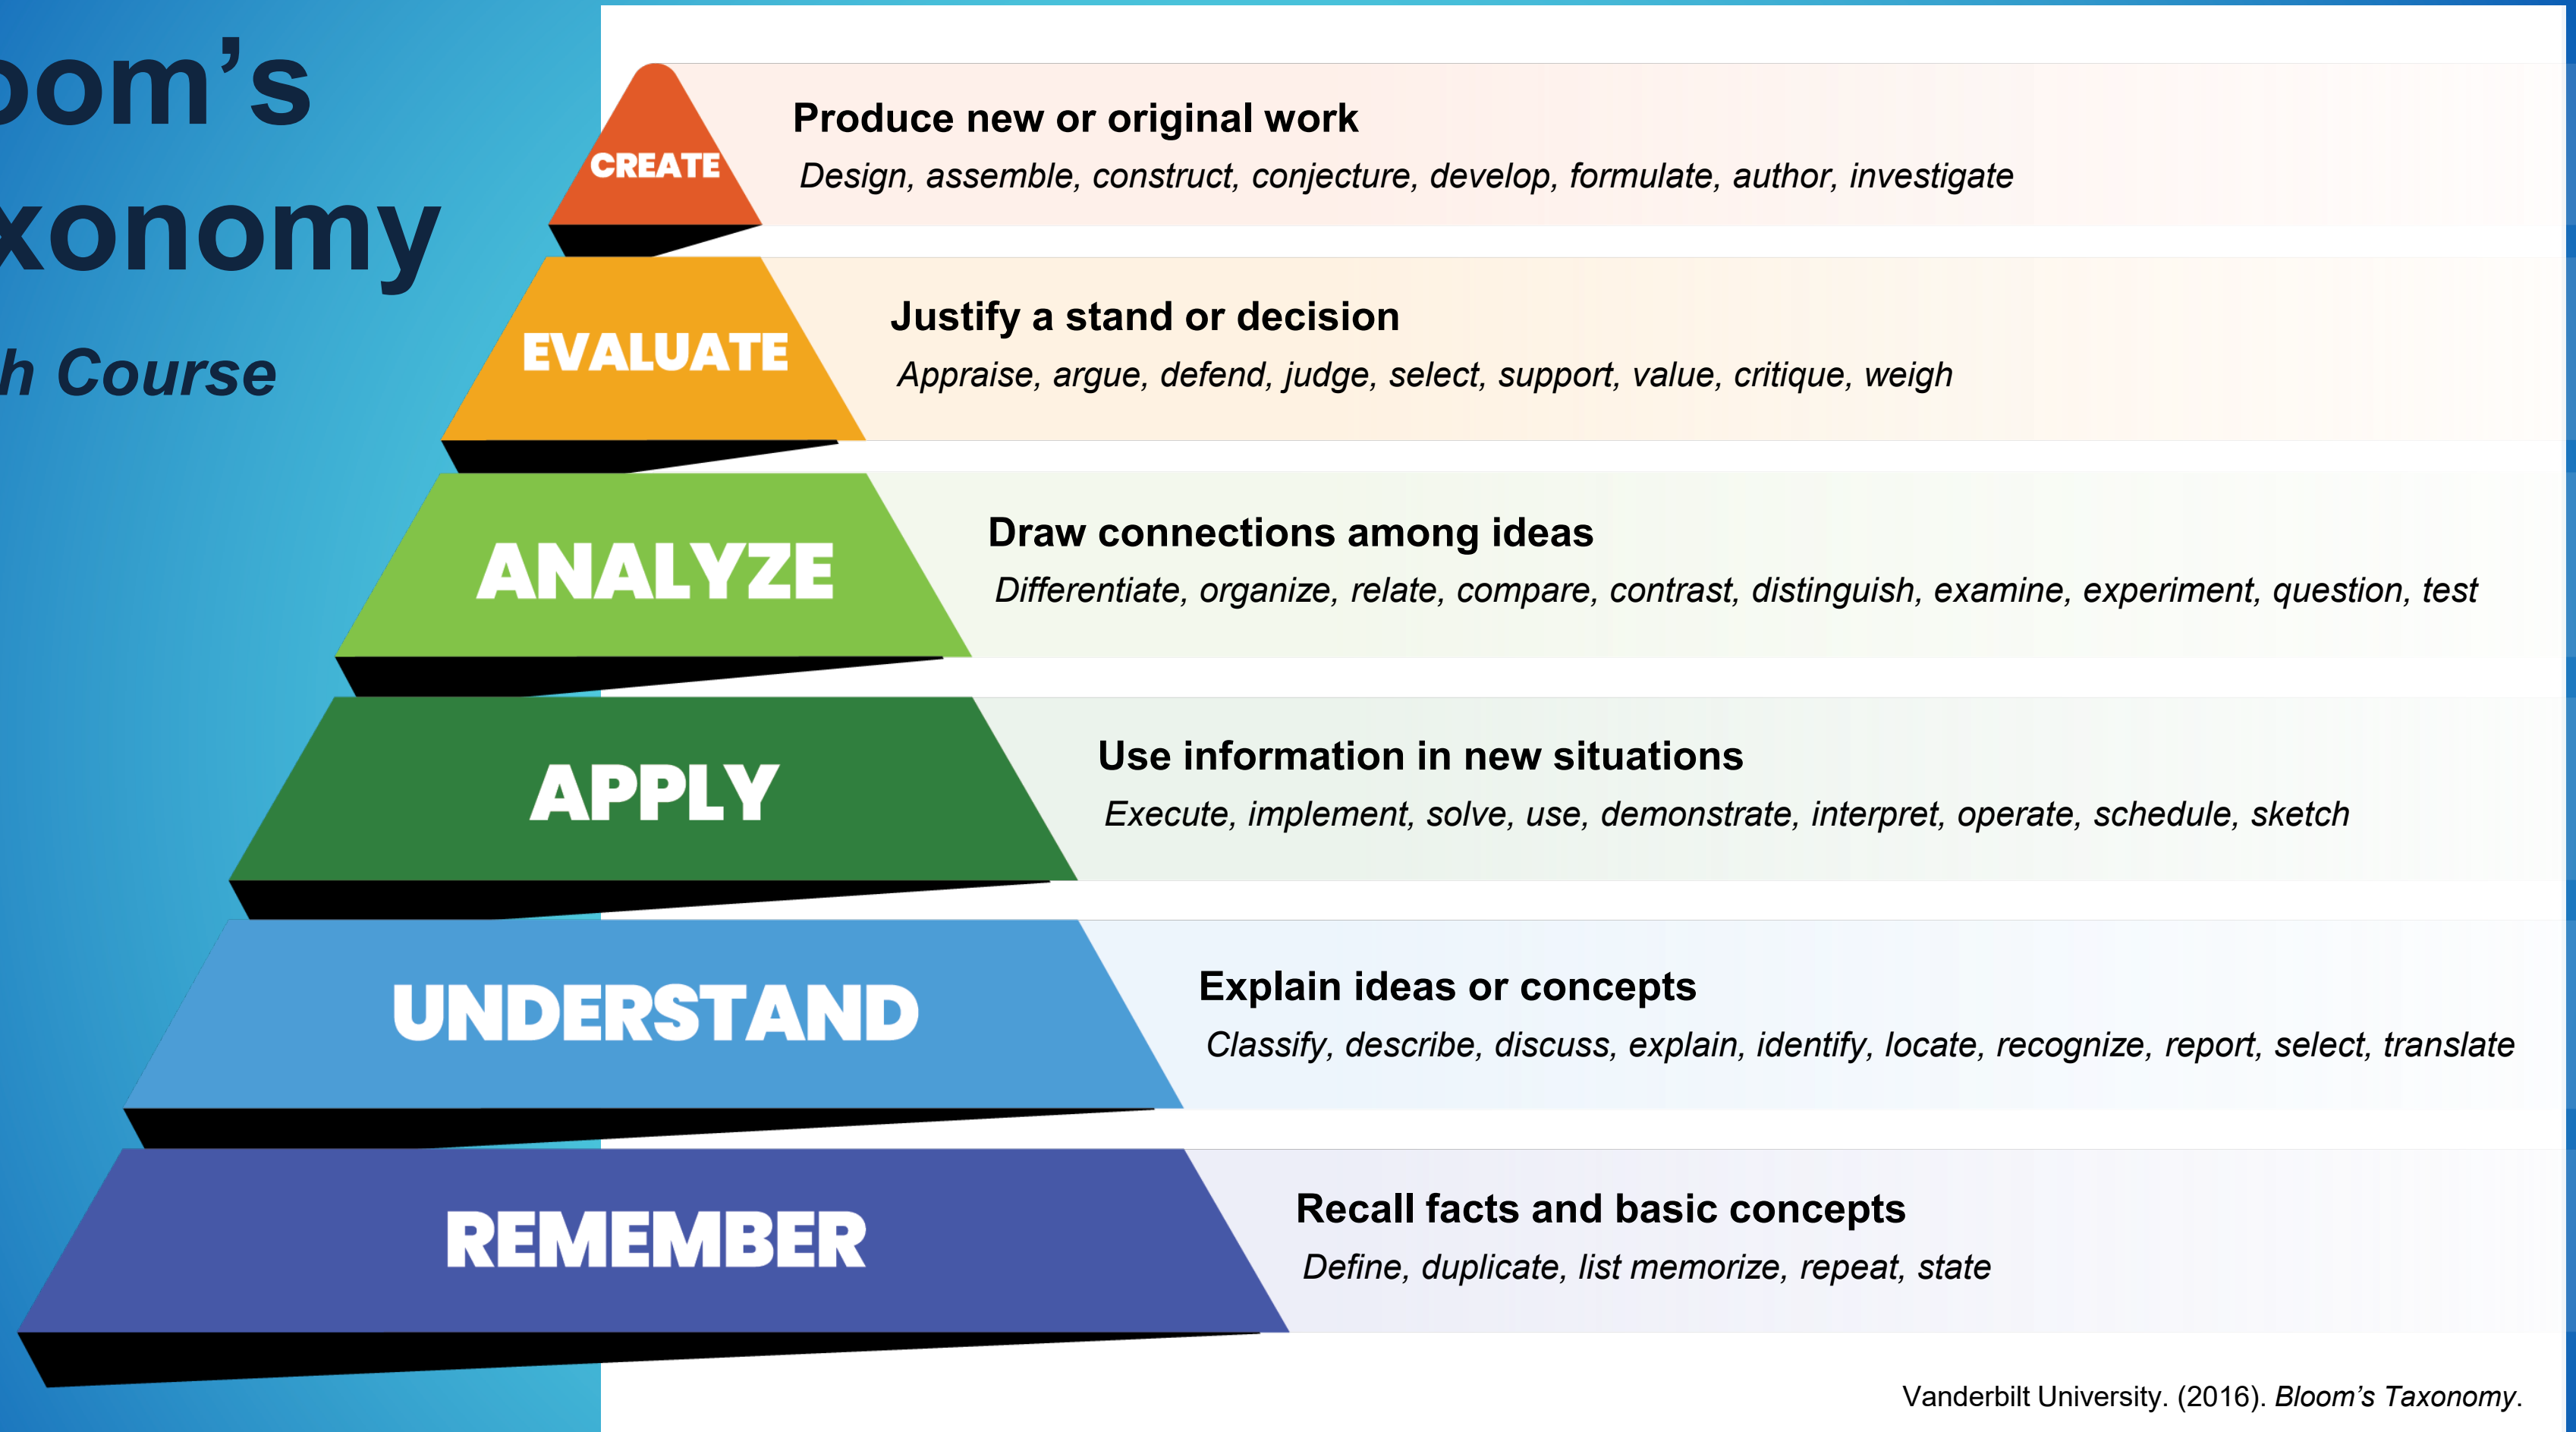 oom’s
xonomy
h Course
CREATE
Produce new or original work
Design, assemble, construct, conjecture, develop, formulate, author, investigate
EVALUATE
Justify a stand or decision
Appraise, argue, defend, judge, select, support, value, critique, weigh
ANALYZE
Draw connections among ideas
Differentiate, organize, relate, compare, contrast, distinguish, examine, experiment, question, test
APPLY
Use information in new situations
Execute, implement, solve, use, demonstrate, interpret, operate, schedule, sketch
UNDERSTAND
Explain ideas or concepts
Classify, describe, discuss, explain, identify, locate, recognize, report, select, translate
REMEMBER
Recall facts and basic concepts
Define, duplicate, list memorize, repeat, state
Vanderbilt University. (2016). Bloom’s Taxonomy.